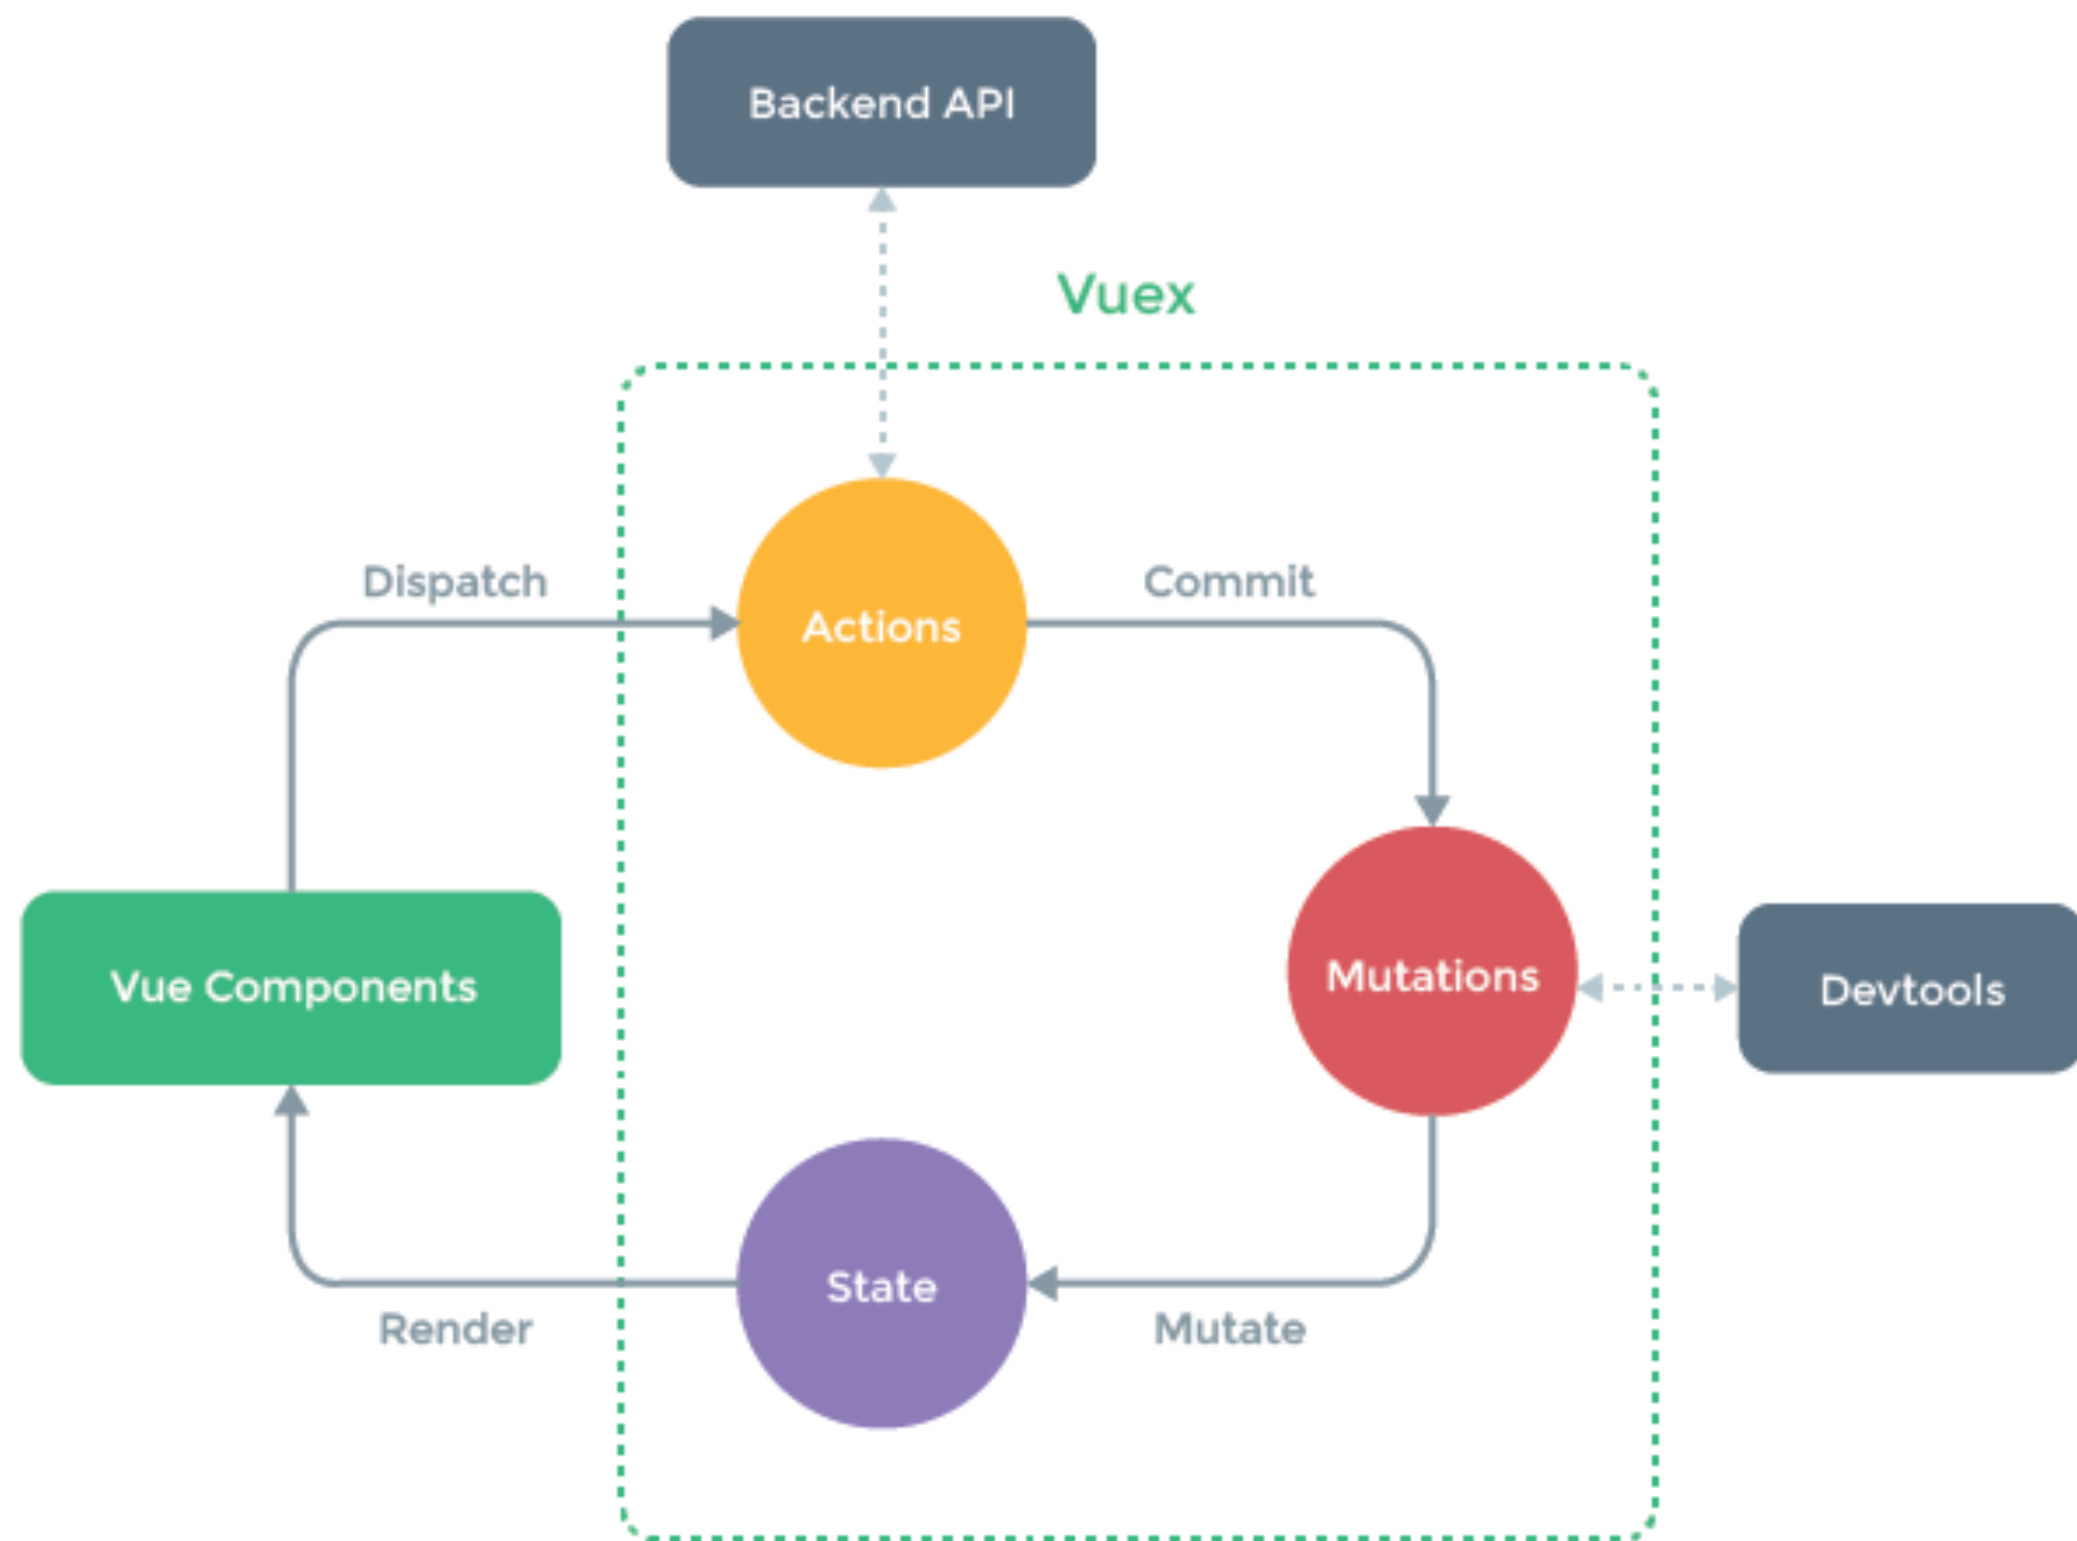 Backend API
Vuex
Dispatch
Commit
Actions
Vue Components
Mutations
Devtools
State
Render
Mutate